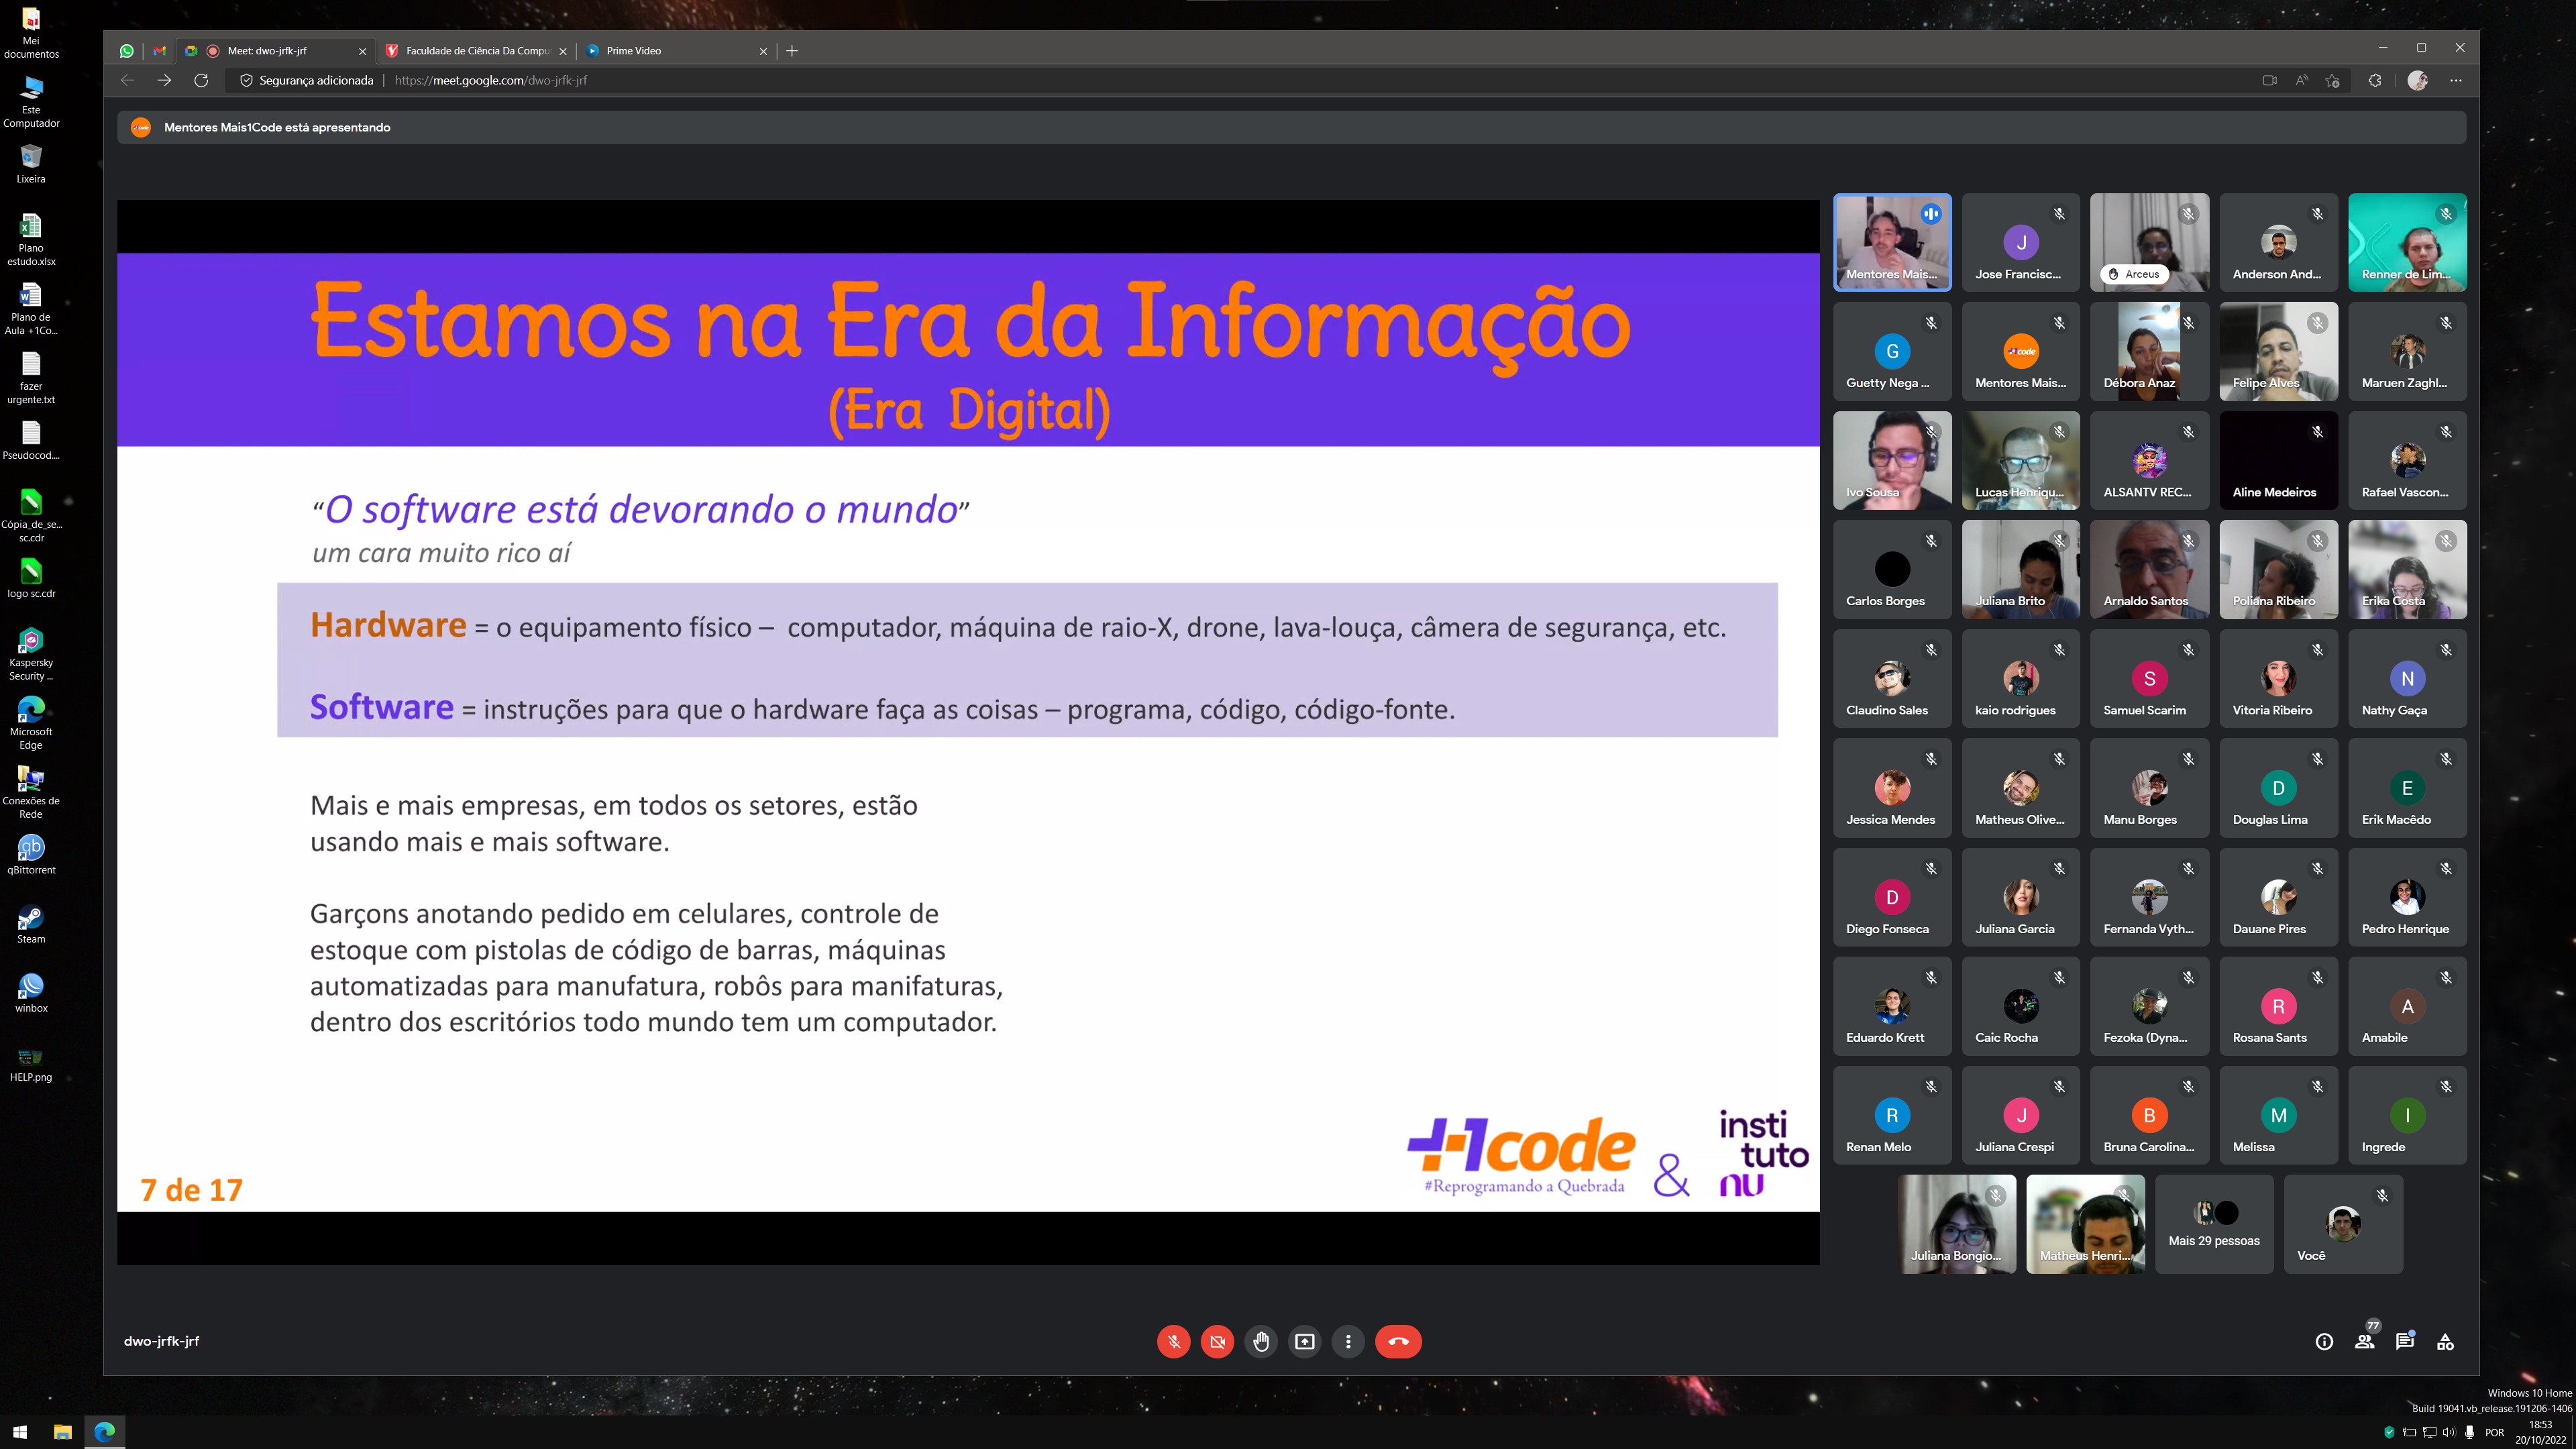 Mei
documentos
Este
Computador
Lixeira
Plano
estudo.xlsx
Plano de
Aula +1Co...
fazer
urgente.txt
Pseudocod....
Cópia_de_se...
sc.cdr
logo sc.cdr
Kaspersky
Security ...
Microsoft
Edge
Conexões de
Rede
qBittorrent
Steam
winbox
HELP.png
Meet: dwo-jrfk-jrf
Faculdade de Ciência Da Compu
Prime Video
Segurança adicionada
https://meet.google.com/dwo-jrfk-jrf
Mentores Mais1Code está apresentando
Estamos na Era da Informação
(Era Digital)
“O software está devorando o mundo”
um cara muito rico aí
Hardware = o equipamento físico – computador, máquina de raio-X, drone, lava-louça, câmera de segurança, etc.
Software = instruções para que o hardware faça as coisas – programa, código, código-fonte.
Mais e mais empresas, em todos os setores, estão
usando mais e mais software.
Garçons anotando pedido em celulares, controle de
estoque com pistolas de código de barras, máquinas
automatizadas para manufatura, robôs para manifaturas,
dentro dos escritórios todo mundo tem um computador.
+1code
#Reprogramando a Quebrada
&
insti
tuto
nu
7 de 17
Mentores Mais...
J
Jose Francisc...
Arceus
Anderson And...
Renner de Lim...
G
Guetty Nega ...
+1code
Mentores Mais...
Débora Anaz
Felipe Alves
Maruen Zaghl...
Ivo Sousa
Lucas Henriqu...
ALSANTV REC...
Aline Medeiros
Rafael Vascon...
Carlos Borges
Juliana Brito
Arnaldo Santos
Poliana Ribeiro
Erika Costa
Claudino Sales
kaio rodrigues
S
Samuel Scarim
Vitoria Ribeiro
N
Nathy Gaça
Jessica Mendes
Matheus Olive...
Manu Borges
D
Douglas Lima
E
Erik Macêdo
D
Diego Fonseca
Juliana Garcia
Fernanda Vyth...
Dauane Pires
Pedro Henrique
Eduardo Krett
Caic Rocha
Fezoka (Dyna...
R
Rosana Sants
A
Amabile
R
Renan Melo
J
Juliana Crespi
B
Bruna Carolina...
M
Melissa
I
Ingrede
Juliana Bongio...
Matheus Henri...
Mais 29 pessoas
Você
dwo-jrfk-jrf
77
Windows 10 Home
Build 19041.vb_release.191206-1406
POR
18:53
20/10/2022